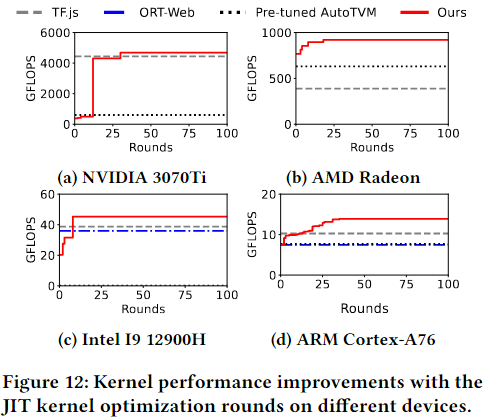 TF.js ORT-Web Pre-tuned AutoTVM Ours
6000
4000
2000
0
GFLOPS
0 25 50 75 100
Rounds
(a) NVIDIA 3070Ti
1000
500
0
GFLOPS
0 25 50 75 100
Rounds
(b) AMD Radeon
60
40
20
0
GFLOPS
0 25 50 75 100
Rounds
(c) Intel I9 12900H
20
10
0
GFLOPS
0 25 50 75 100
Rounds
(d) ARM Cortex-A76
Figure 12: Kernel performance improvements with the
JIT kernel optimization rounds on different devices.